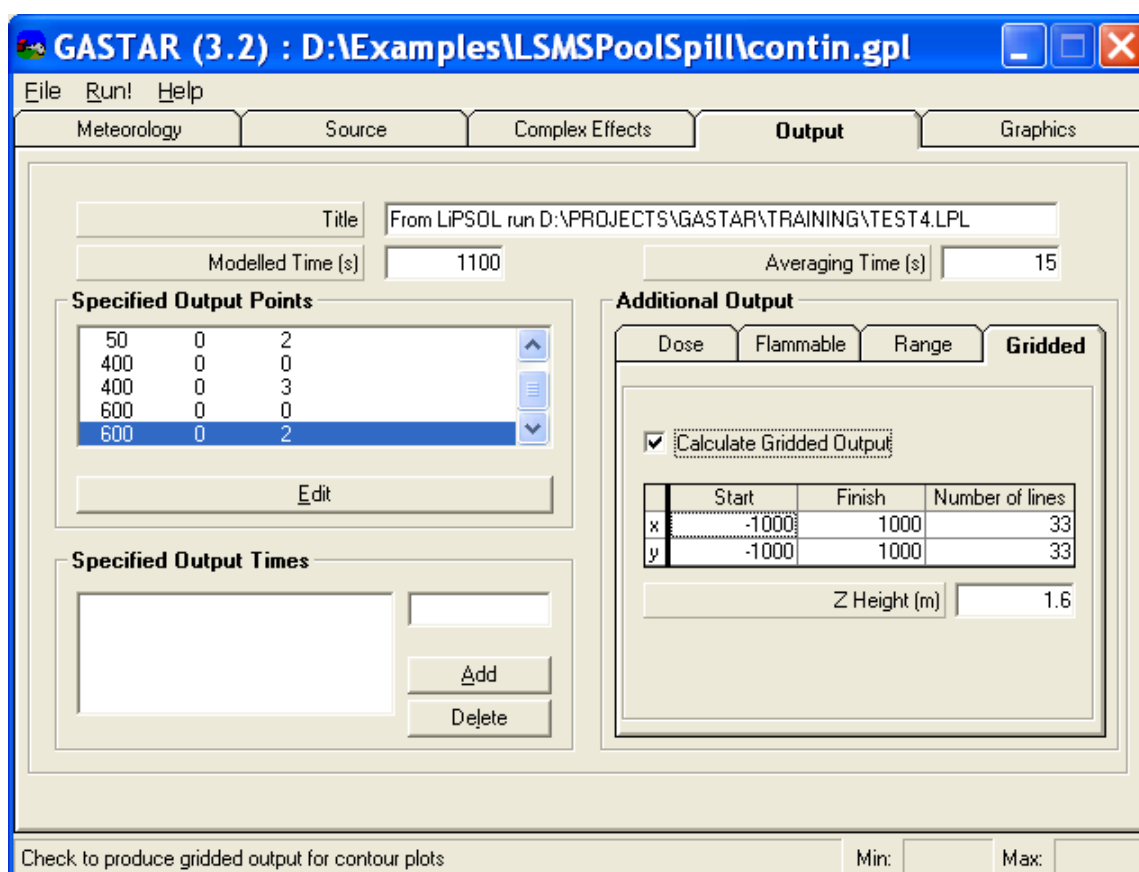 GASTAR (3.2) : D:\Examples\LSMSPoolSpill\contin.gpl
File Run! Help
Meteorology Source Complex Effects Output Graphics
Title From LiPSOL run D:\PROJECTS\GASTAR\TRAINING\TEST4.LPL
Modelled Time (s) 1100 Averaging Time (s) 15
Specified Output Points
50 0 2
400 0 0
400 0 3
600 0 0
600 0 2
Edit
Specified Output Times
Add
Delete
Additional Output
Dose Flammable Range Gridded
Calculate Gridded Output
Start Finish Number of lines
x -1000 1000 33
y -1000 1000 33
Z Height (m) 1.6
Check to produce gridded output for contour plots Min: Max: